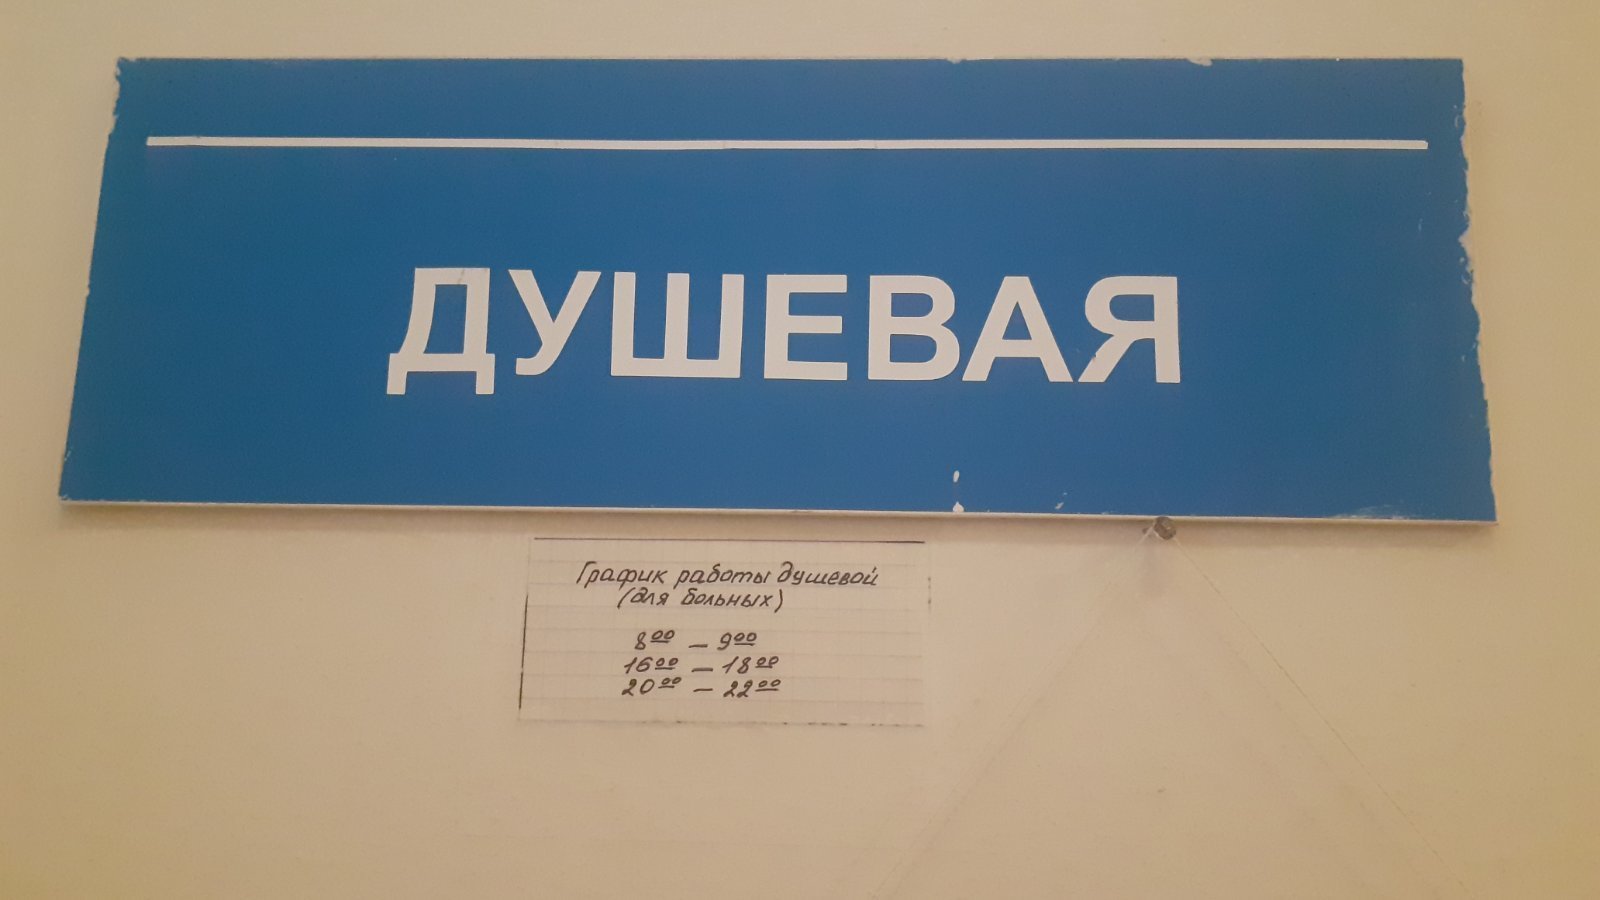 ДУШЕВАЯ
График работы душевой
(для больных)
8⁰⁰ – 9⁰⁰
16⁰⁰ – 18⁰⁰
20⁰⁰ – 22⁰⁰